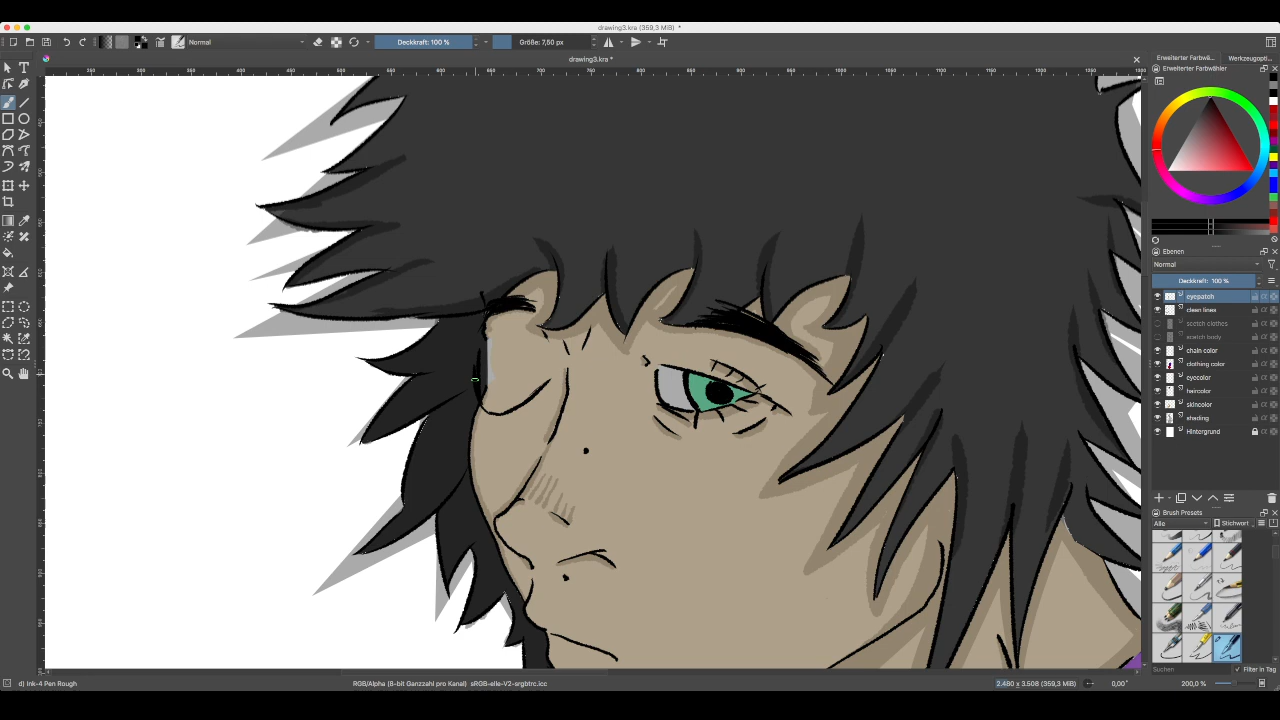 drawing3.kra (359,3 MiB) *
Normal
Deckkraft: 100 %
Größe: 7,50 px
drawing3.kra *
Erweiterter Farbwä...
Werkzeugopti...
Erweiterter Farbwähler
Ebenen
Normal
Deckkraft: 100 %
eyepatch
clean lines
scetch clothes
scetch body
chain color
clothing color
eyecolor
haircolor
skincolor
shading
Hintergrund
Brush Presets
Alle
Stichwort
Suchen
Filter in Tag
d) Ink-4 Pen Rough
RGB/Alpha (8-bit Ganzzahl pro Kanal) sRGB-elle-V2-srgbtrc.icc
2.480 x 3.508 (359,3 MiB)
0,00°
200,0 %